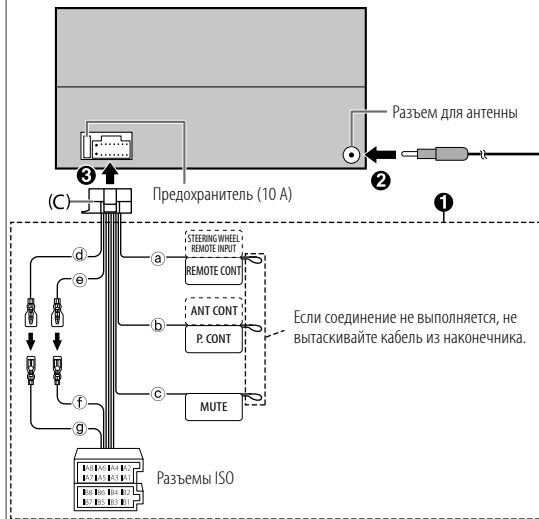 Разъем для антенны
❸
❷
Предохранитель (10 A)
❶
(C)
ⓓ
ⓔ
ⓐ
STEERING WHEEL
REMOTE INPUT
REMOTE CONT
ⓑ
ANT CONT
P. CONT
Если соединение не выполняется, не
вытаскивайте кабель из наконечника.
ⓒ
MUTE
ⓕ
ⓖ
Разъемы ISO
A8 A6 A4 A2
A7 A5 A3 A1
B8 B6 B4 B2
B7 B5 B3 B1